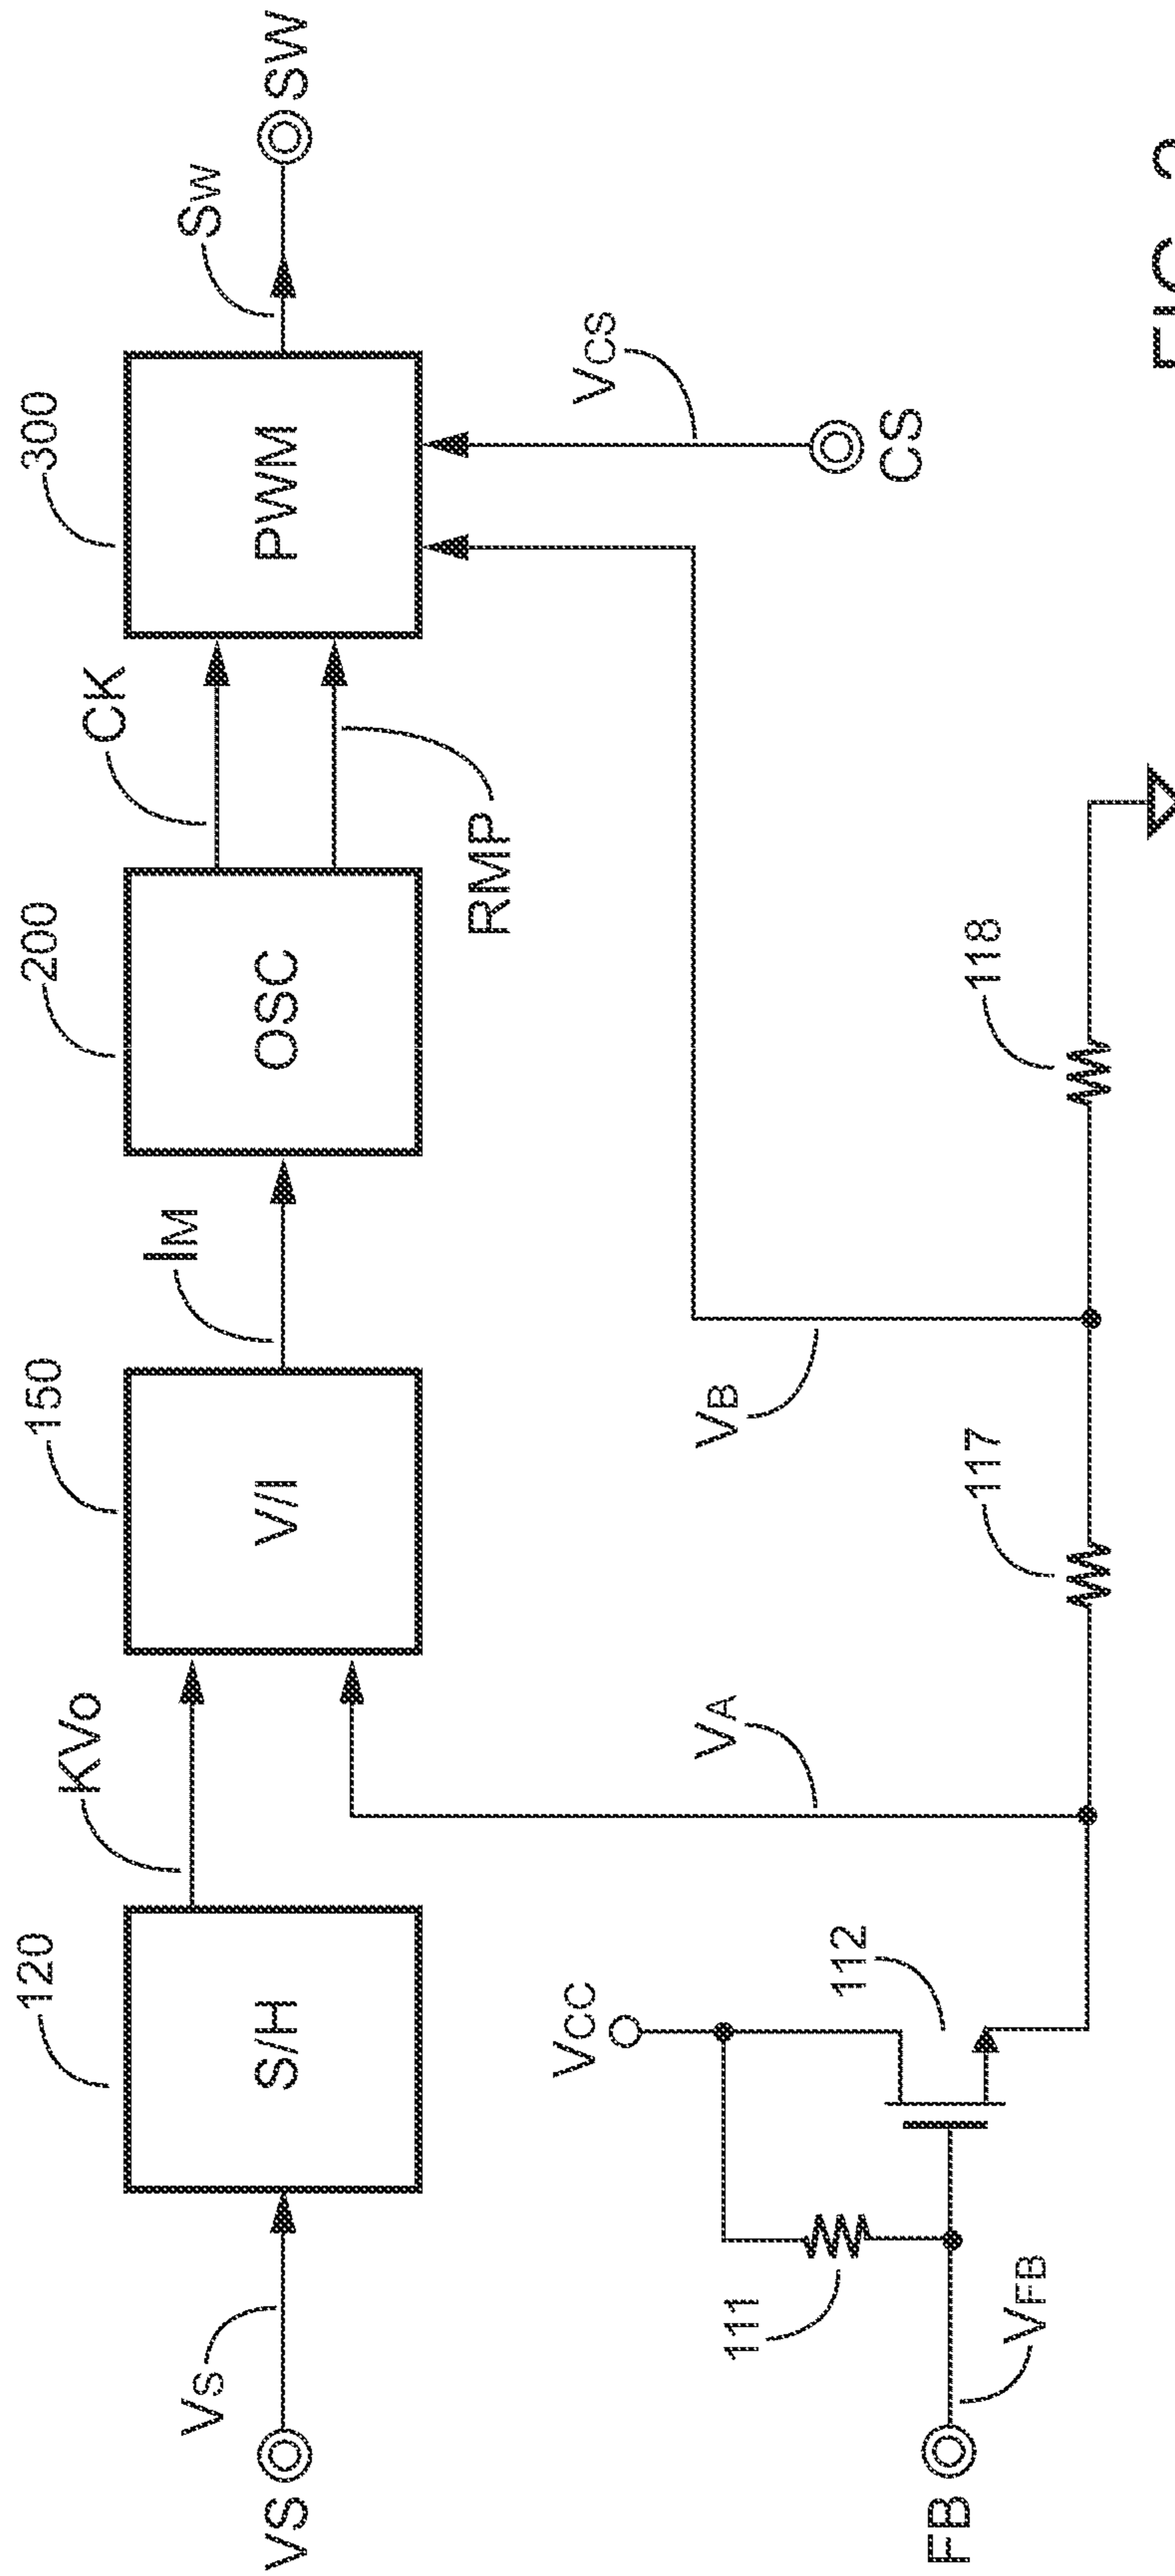 120
150
200
300
KVO
IM
CK
SW
VS
S/H
V/I
OSC
PWM
SW
VS
RMP
VCC
VA
VB
VCS
111
112
117
118
CS
FB
VFB